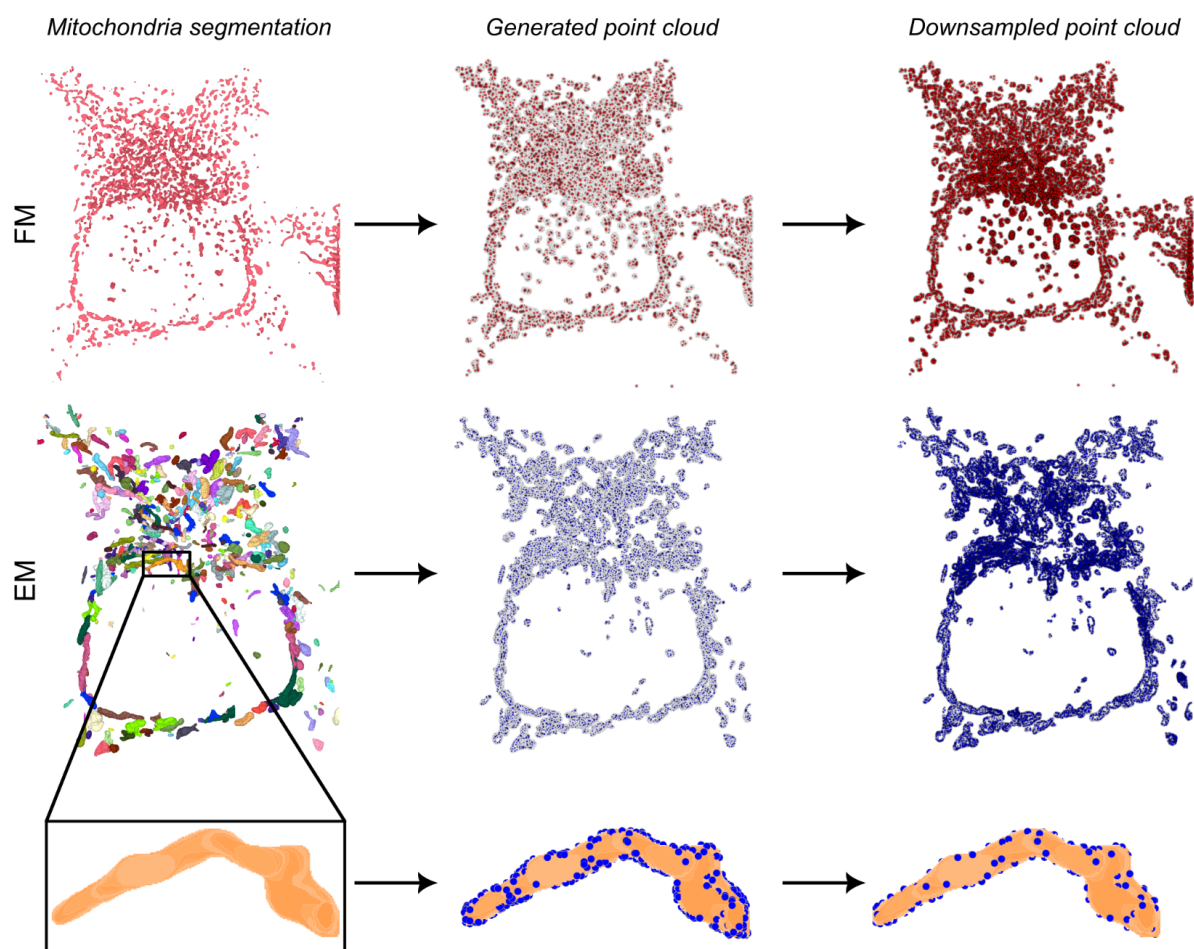 Mitochondria segmentation
Generated point cloud
Downsampled point cloud
FM
EM